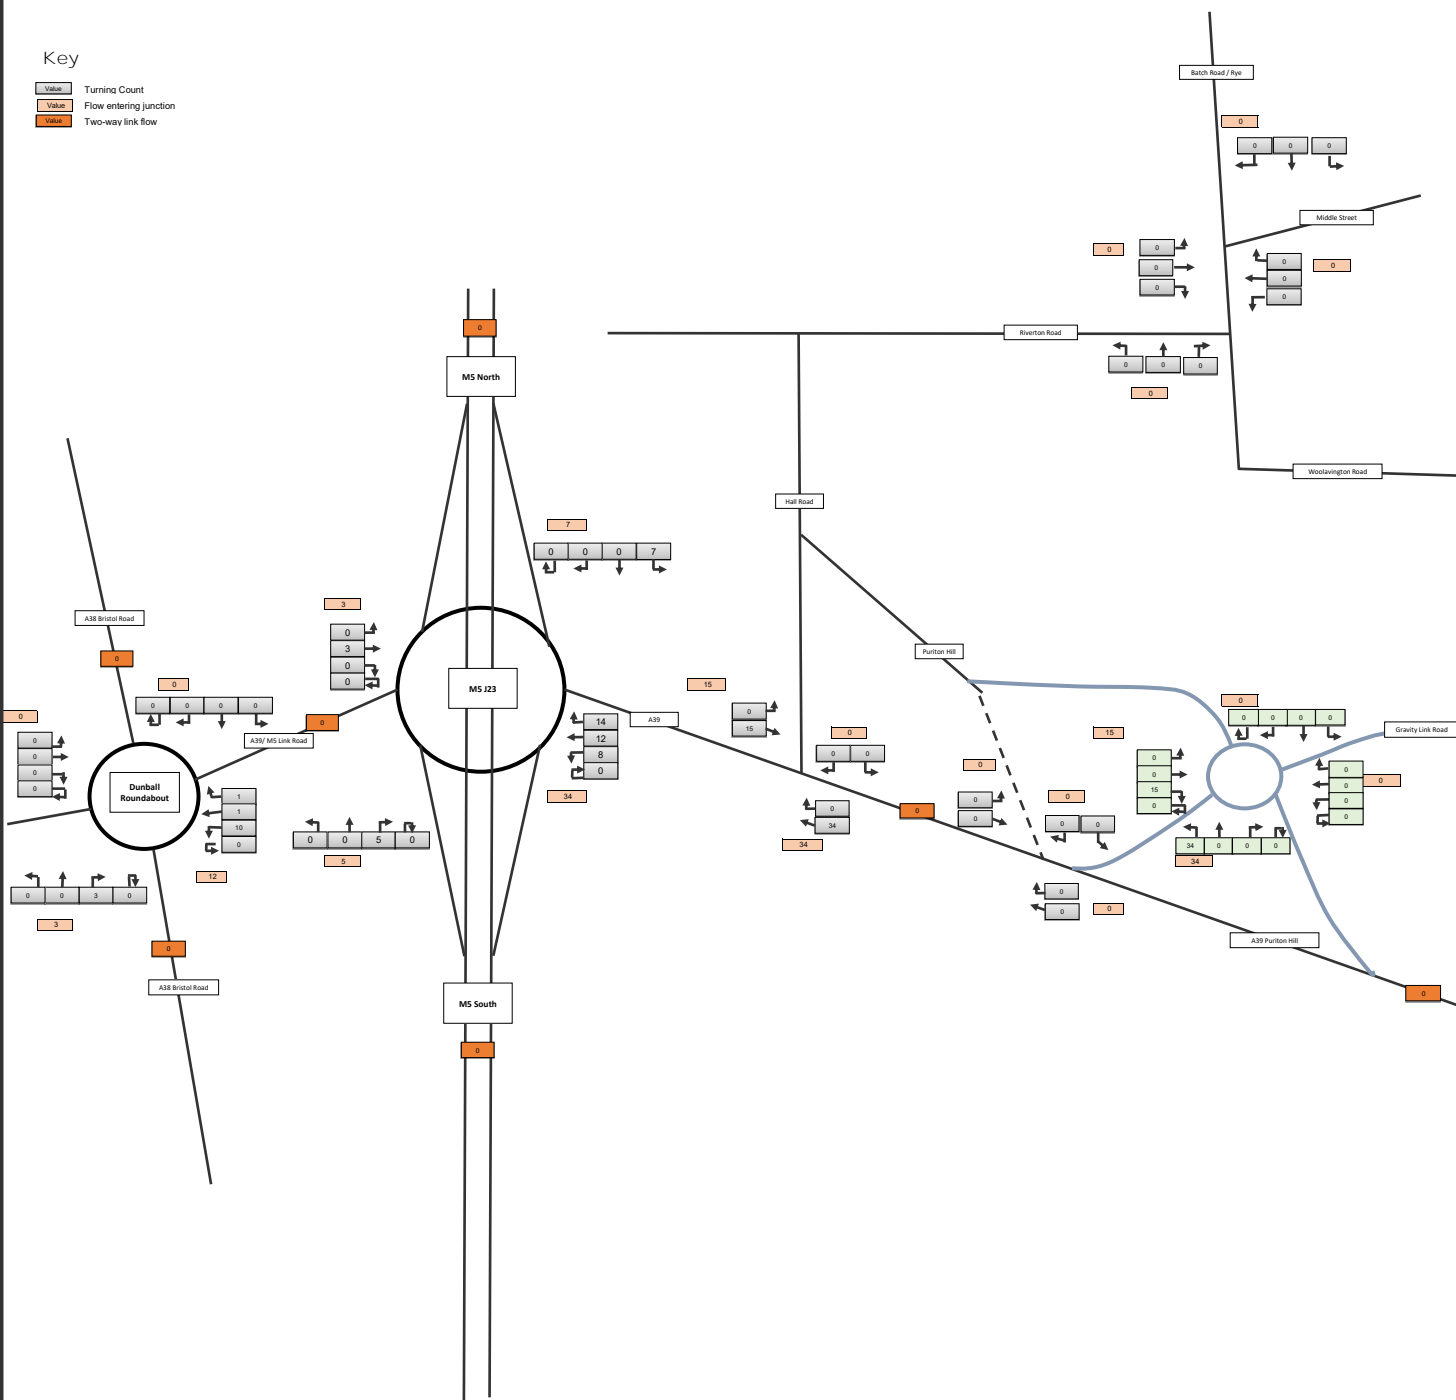 Key
Value Turning Count
Value Flow entering junction
Value Two-way link flow
Batch Road / Rye
0
0 0 0
Middle Street
0
0
0
0
0
0
0
0
Riverton Road
0 0 0
0
Woolavington Road
0
M5 North
Hall Road
7
0 0 0 7
3
0
3
0
0
A38 Bristol Road
0
0
0 0 0 0
0
A39/ M5 Link Road
0
0
0
0
0
Dunball
Roundabout
1
1
10
0
12
0 0 3 0
3
0
A38 Bristol Road
M5 J23
14
12
8
0
34
0 0 5 0
5
M5 South
0
A39
15
0
15
0
0 0
0
34
34
0
Puriton Hill
0
0
0
0
0 0
0
0
0
15
0
0
15
0
0
0 0 0 0
Gravity Link Road
0
0
0
0
0
34 0 0 0
34
A39 Puriton Hill
0